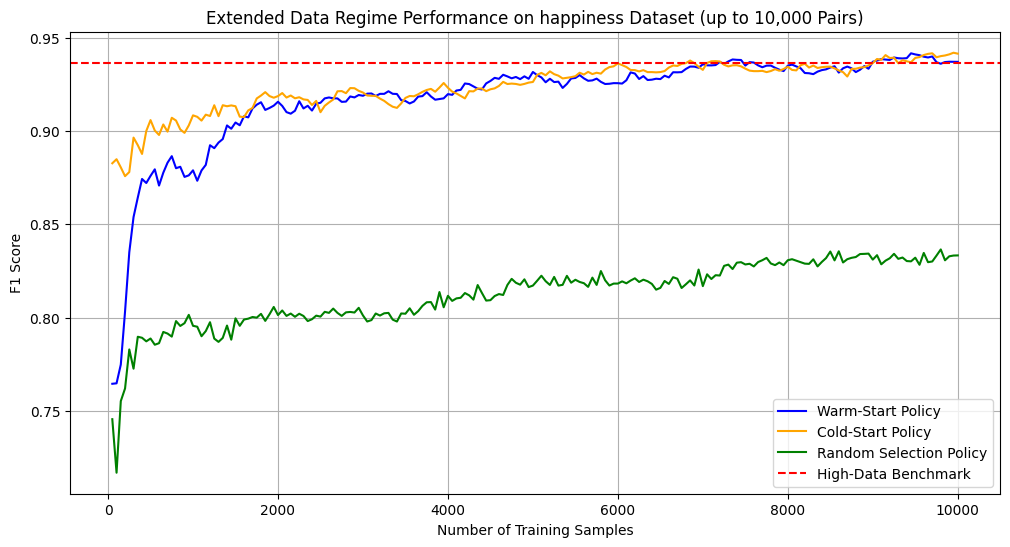 Extended Data Regime Performance on happiness Dataset (up to 10,000 Pairs)
0.95
0.90
0.85
0.80
0.75
F1 Score
0
2000
4000
6000
8000
10000
Number of Training Samples
Warm-Start Policy
Cold-Start Policy
Random Selection Policy
High-Data Benchmark